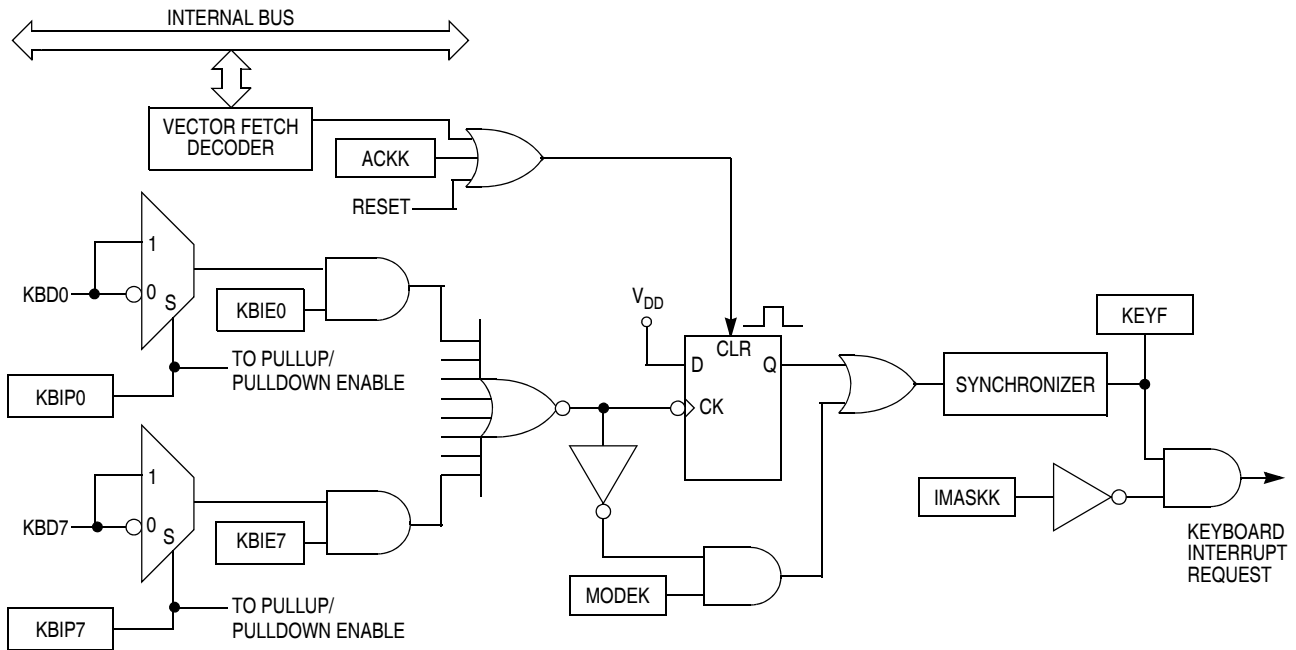 INTERNAL BUS
VECTOR FETCH
DECODER
ACKK
RESET
1
KBD0
0
S
KBIE0
TO PULLUP/
PULLDOWN ENABLE
KBIP0
VDD
CLR
D
Q
CK
KEYF
SYNCHRONIZER
1
KBD7
0
S
KBIE7
TO PULLUP/
PULLDOWN ENABLE
KBIP7
MODEK
IMASKK
KEYBOARD
INTERRUPT
REQUEST